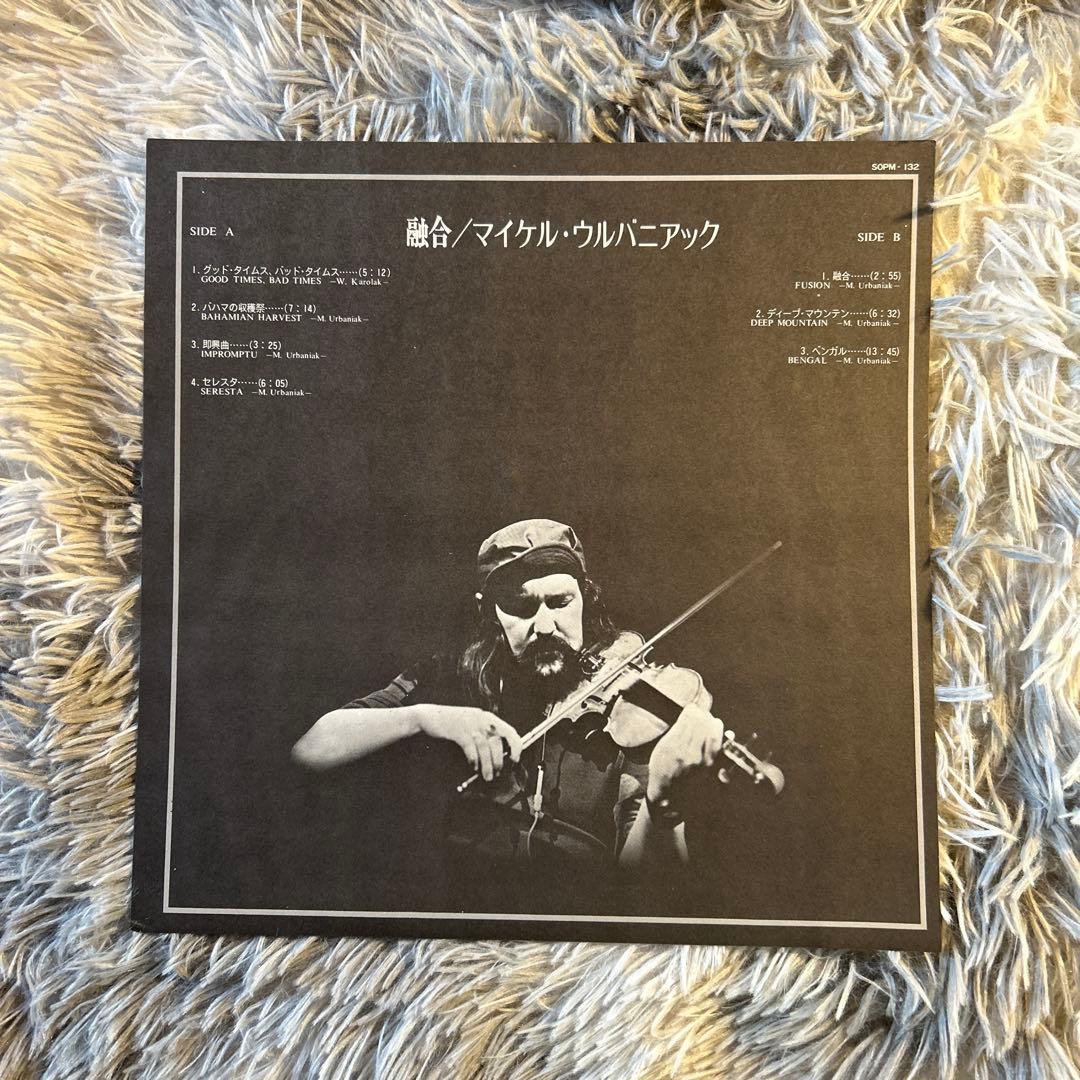 SOPM-132
融合/マイケル・ウルバニアック
SIDE A
1. グッド・タイムス、バッド・タイムス……(5:12)
GOOD TIMES, BAD TIMES —W. Karolak—
2. バハマの収穫祭……(7:14)
BAHAMIAN HARVEST —M. Urbaniak—
3. 即興曲……(3:25)
IMPROMPTU —M. Urbaniak—
4. セレスタ……(6:05)
SERESTA —M. Urbaniak—
SIDE B
1. 融合……(2:55)
FUSION —M. Urbaniak—
2. ディープ・マウンテン……(6:32)
DEEP MOUNTAIN —M. Urbaniak—
3. ベンガル……(13:45)
BENGAL —M. Urbaniak—